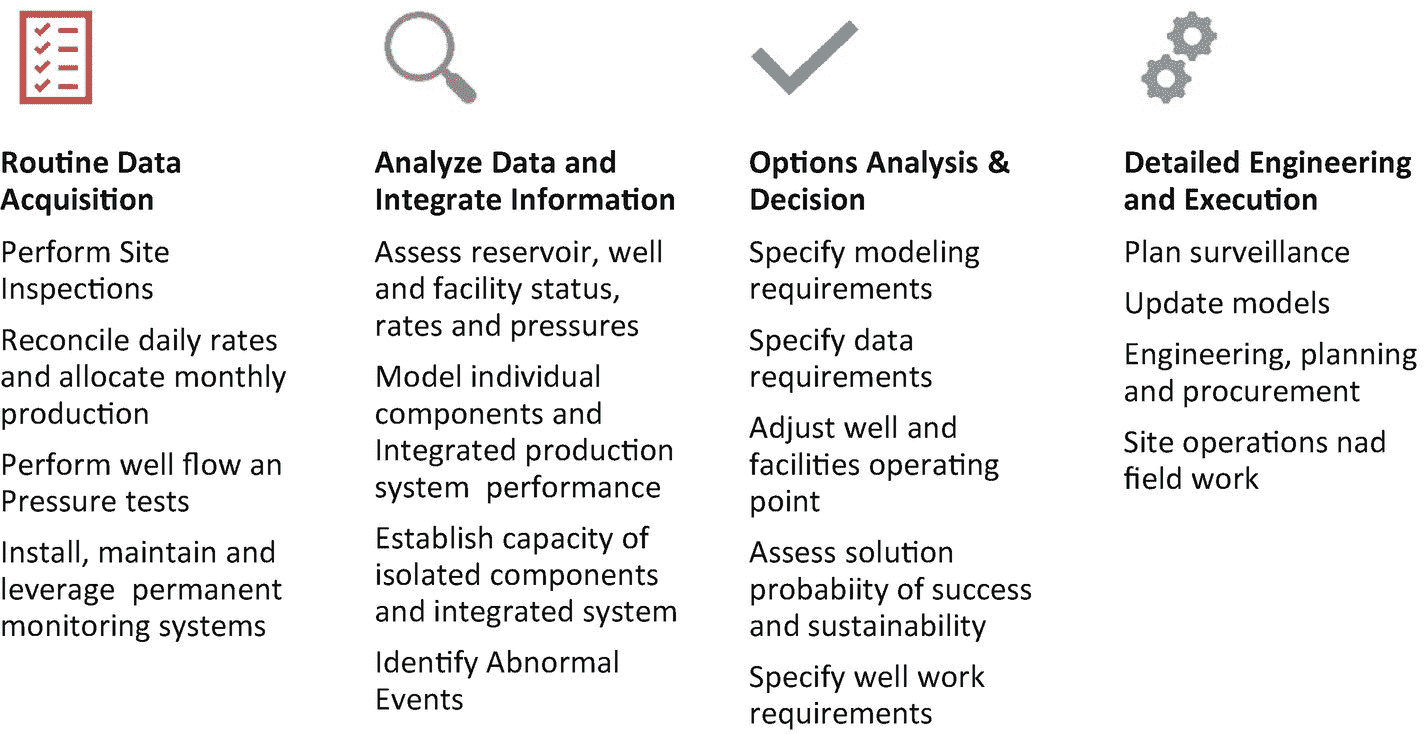 Routine Data
Acquisition
Perform Site
Inspections
Reconcile daily rates
and allocate monthly
production
Perform well flow an
Pressure tests
Install, maintain and
leverage  permanent
monitoring systems
Analyze Data and
Integrate Information
Assess reservoir, well
and facility status,
rates and pressures
Model individual
components and
Integrated production
system  performance
Establish capacity of
isolated components
and integrated system
Identify Abnormal
Events
Options Analysis &
Decision
Specify modeling
requirements
Specify data
requirements
Adjust well and
facilities operating
point
Assess solution
probabiity of success
and sustainability
Specify well work
requirements
Detailed Engineering
and Execution
Plan surveillance
Update models
Engineering, planning
and procurement
Site operations nad
field work